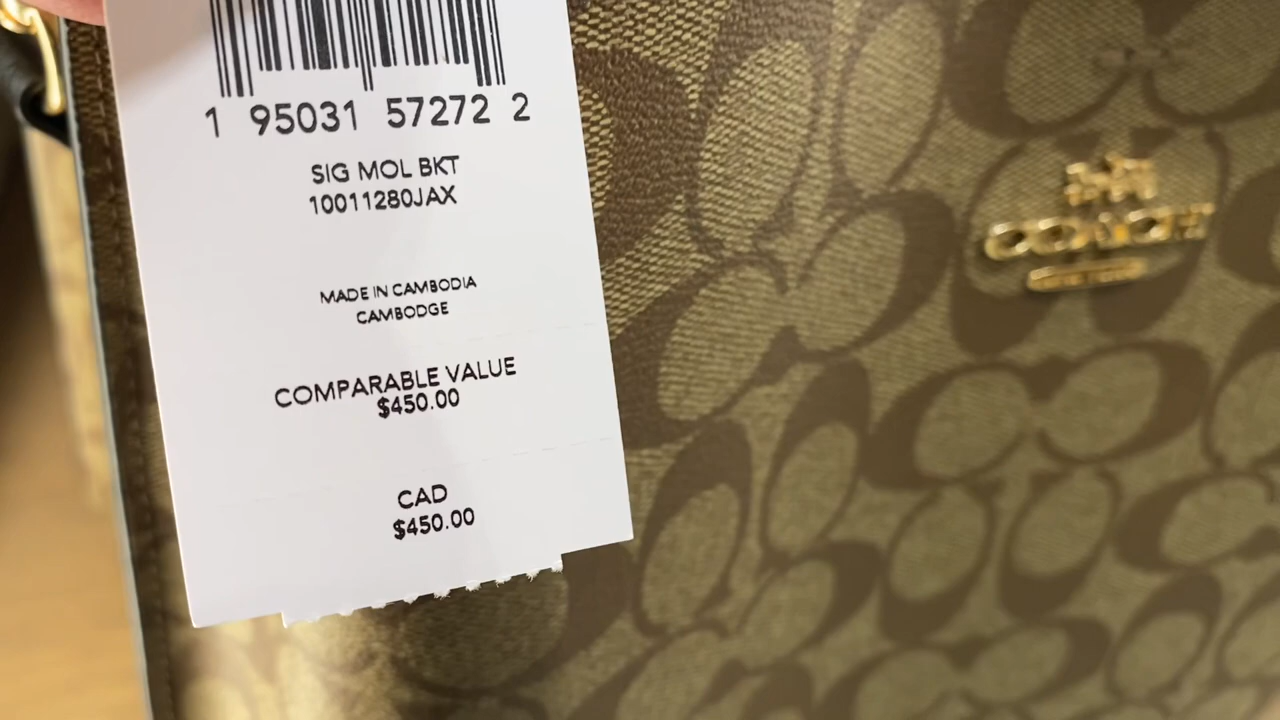 1 95031 57272 2
SIG MOL BKT
10011280JAX
MADE IN CAMBODIA
CAMBODGE
COMPARABLE VALUE
$450.00
CAD
$450.00
COACH